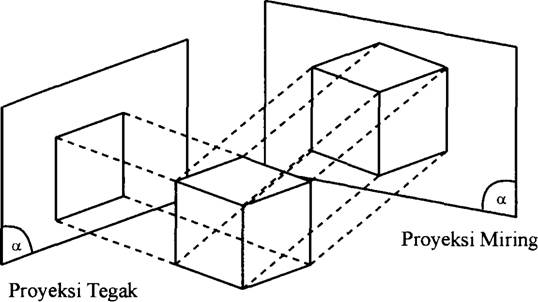 α
Proyeksi Tegak
α
Proyeksi Miring